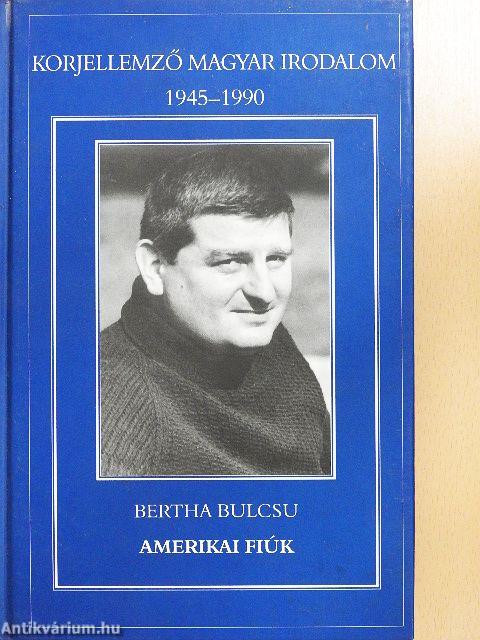 KORJELLEMZŐ MAGYAR IRODALOM
1945–1990
BERTHA BULCSU
AMERIKAI FIÚK
Antikvárium.hu